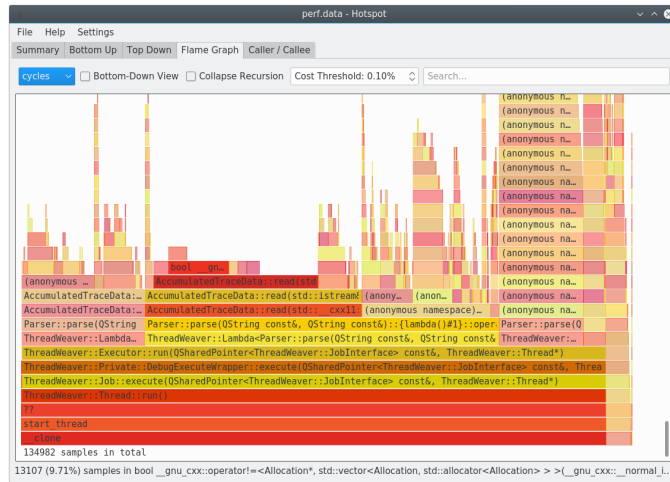 perf.data - Hotspot
File Help Settings
Summary Bottom Up Top Down Flame Graph Caller / Callee
cycles Bottom-Down View Collapse Recursion Cost Threshold: 0.10% Search...
(anonymous n...
(anonymous n...
(anonymous n...
(anonymous n...
(anonymous n...
(anonymous na...
(anonymous na...
(anonymous na...
(anonymous na...
(anonymous na...
(anonymous na...
(anonymous na...
bool __gn... (anonymous na...
(anonymous ... AccumulatedTraceData::read(std (anonymous na...
AccumulatedTraceData:... AccumulatedTraceData::read(std::istream& (anony... (anon... (anonymous na...
AccumulatedTraceData:... AccumulatedTraceData::read(std::__cxx11: (anonymous namespace)... (anonymous na...
Parser::parse(QString Parser::parse(QString const&, QString const&)::{lambda()#1}::oper. Parser::parse(Q
ThreadWeaver::Lambda... ThreadWeaver::Lambda<Parser::parse(QString const&, QString const& ThreadWeaver:...
ThreadWeaver::Executor::run(QSharedPointer<ThreadWeaver::JobInterface> const&, ThreadWeaver::Thread*)
ThreadWeaver::Private::DebugExecuteWrapper::execute(QSharedPointer<ThreadWeaver::JobInterface> const&, Threa
ThreadWeaver::Job::execute(QSharedPointer<ThreadWeaver::JobInterface> const&, ThreadWeaver::Thread*)
ThreadWeaver::Thread::run()
??
start_thread
__clone
134982 samples in total
13107 (9.71%) samples in bool __gnu_cxx::operator!=<Allocation*, std::vector<Allocation, std::allocator<Allocation> > >(__gnu_cxx::__normal_i...